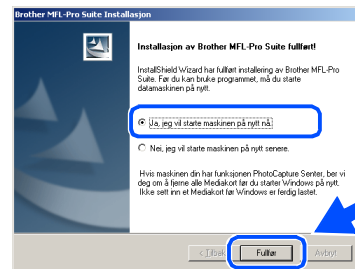 Brother MFL-Pro Suite Installasjon
Installasjon av Brother MFL-Pro Suite fullført!
InstallShield Wizard har fullført installering av Brother MFL-Pro
Suite. Før du kan bruke programmet, må du starte
datamaskinen på nytt.
Ja, jeg vil starte maskinen på nytt nå.
Nei, jeg vil starte maskinen på nytt senere.
Hvis maskinen din har funksjonen PhotoCapture Center, ber vi
deg om å fjerne alle Mediakort før du starter Windows på nytt.
Ikke sett inn et Mediakort før Windows er ferdig lastet.
Fullfør Avbryt